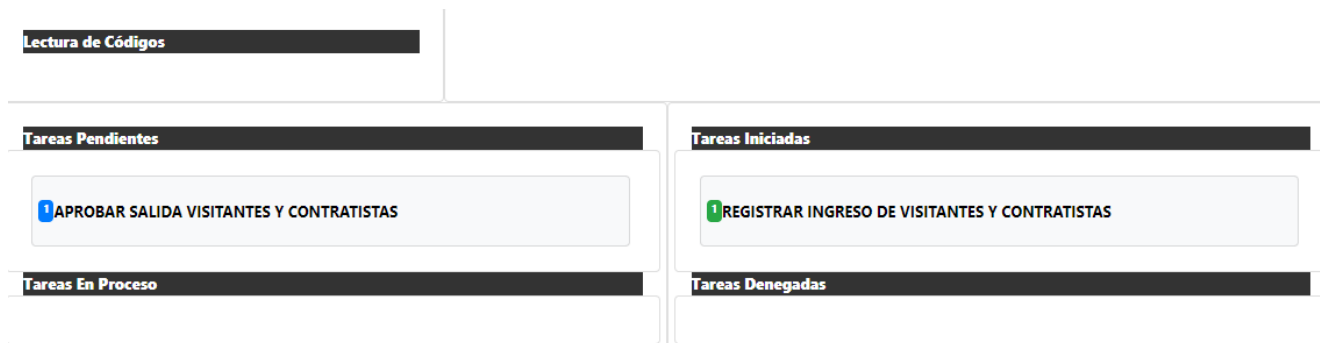 Lectura de Códigos
Tareas Pendientes
1 APROBAR SALIDA VISITANTES Y CONTRATISTAS
Tareas Iniciadas
1 REGISTRAR INGRESO DE VISITANTES Y CONTRATISTAS
Tareas En Proceso
Tareas Denegadas